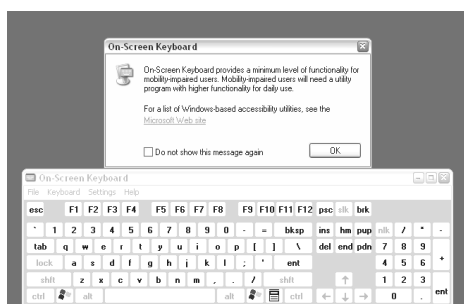 On-Screen Keyboard
On-Screen Keyboard provides a minimum level of functionality for
mobility-impaired users. Mobility-impaired users will need a utility
program with higher functionality for daily use.
For a list of Windows-based accessibility utilities, see the
Microsoft Web site
Do not show this message again
OK
On-Screen Keyboard
File Keyboard Settings Help
esc F1 F2 F3 F4 F5 F6 F7 F8 F9 F10 F11 F12 psc slk brk
` 1 2 3 4 5 6 7 8 9 0 - = bksp ins hm pup nlk / * -
tab q w e r t y u i o p [ ] \ del end pdn 7 8 9
lock a s d f g h j k l ; ' ent 4 5 6 +
shft z x c v b n m , . / shft ↑ 1 2 3
ctrl alt alt ctrl ← ↓ → 0 . ent